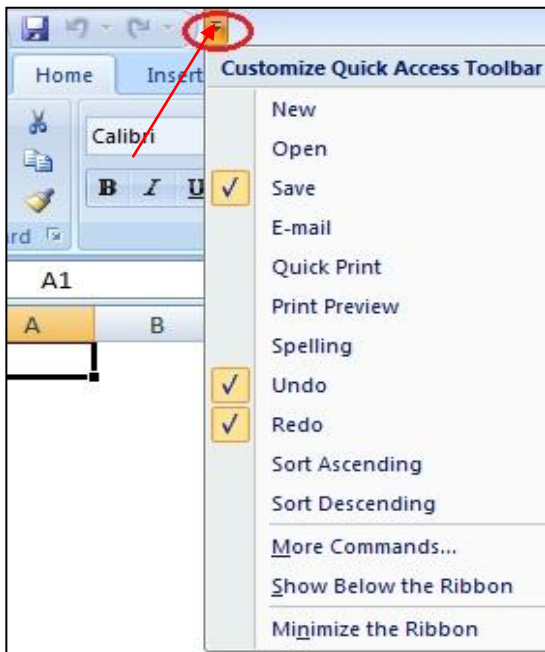 Home Insert
Customize Quick Access Toolbar
Calibri
B I U
rd
A1
A B
New
Open
Save
E-mail
Quick Print
Print Preview
Spelling
Undo
Redo
Sort Ascending
Sort Descending
More Commands...
Show Below the Ribbon
Minimize the Ribbon